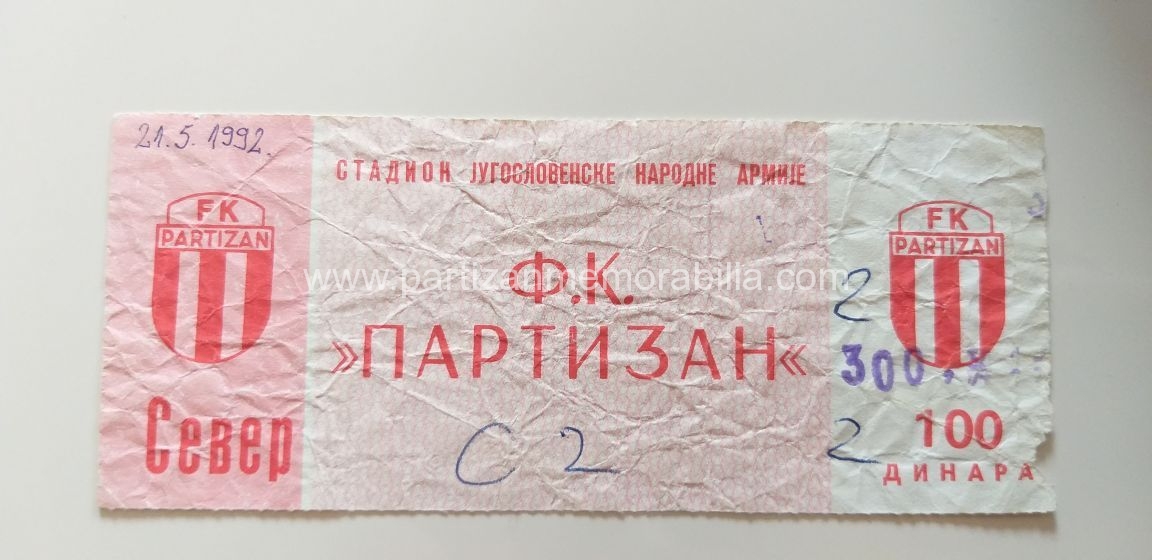 21.5.1992.
FK
PARTIZAN
Север
СТАДИОН ЈУГОСЛОВЕНСКЕ НАРОДНЕ АРМИЈЕ
www.partizanmemorabilla.com
Ф.К.
»ПАРТИЗАН«
C 2
FK
PARTIZAN
2
300.
2
100
ДИНАРА